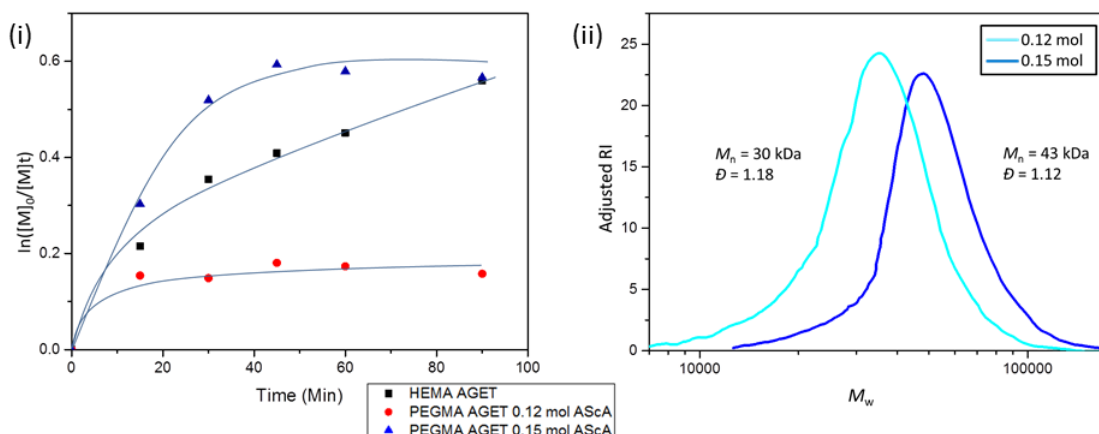 (i)
ln([M]₀/[M]t)
0.6
0.4
0.2
0.0
0
20
40
60
80
100
Time (Min)
HEMA AGET
PEGMA AGET 0.12 mol AScA
PEGMA AGET 0.15 mol AScA
(ii)
Adjusted RI
25
20
15
10
5
0
0.12 mol
0.15 mol
Mn = 30 kDa
Đ = 1.18
Mn = 43 kDa
Đ = 1.12
10000
100000
Mw